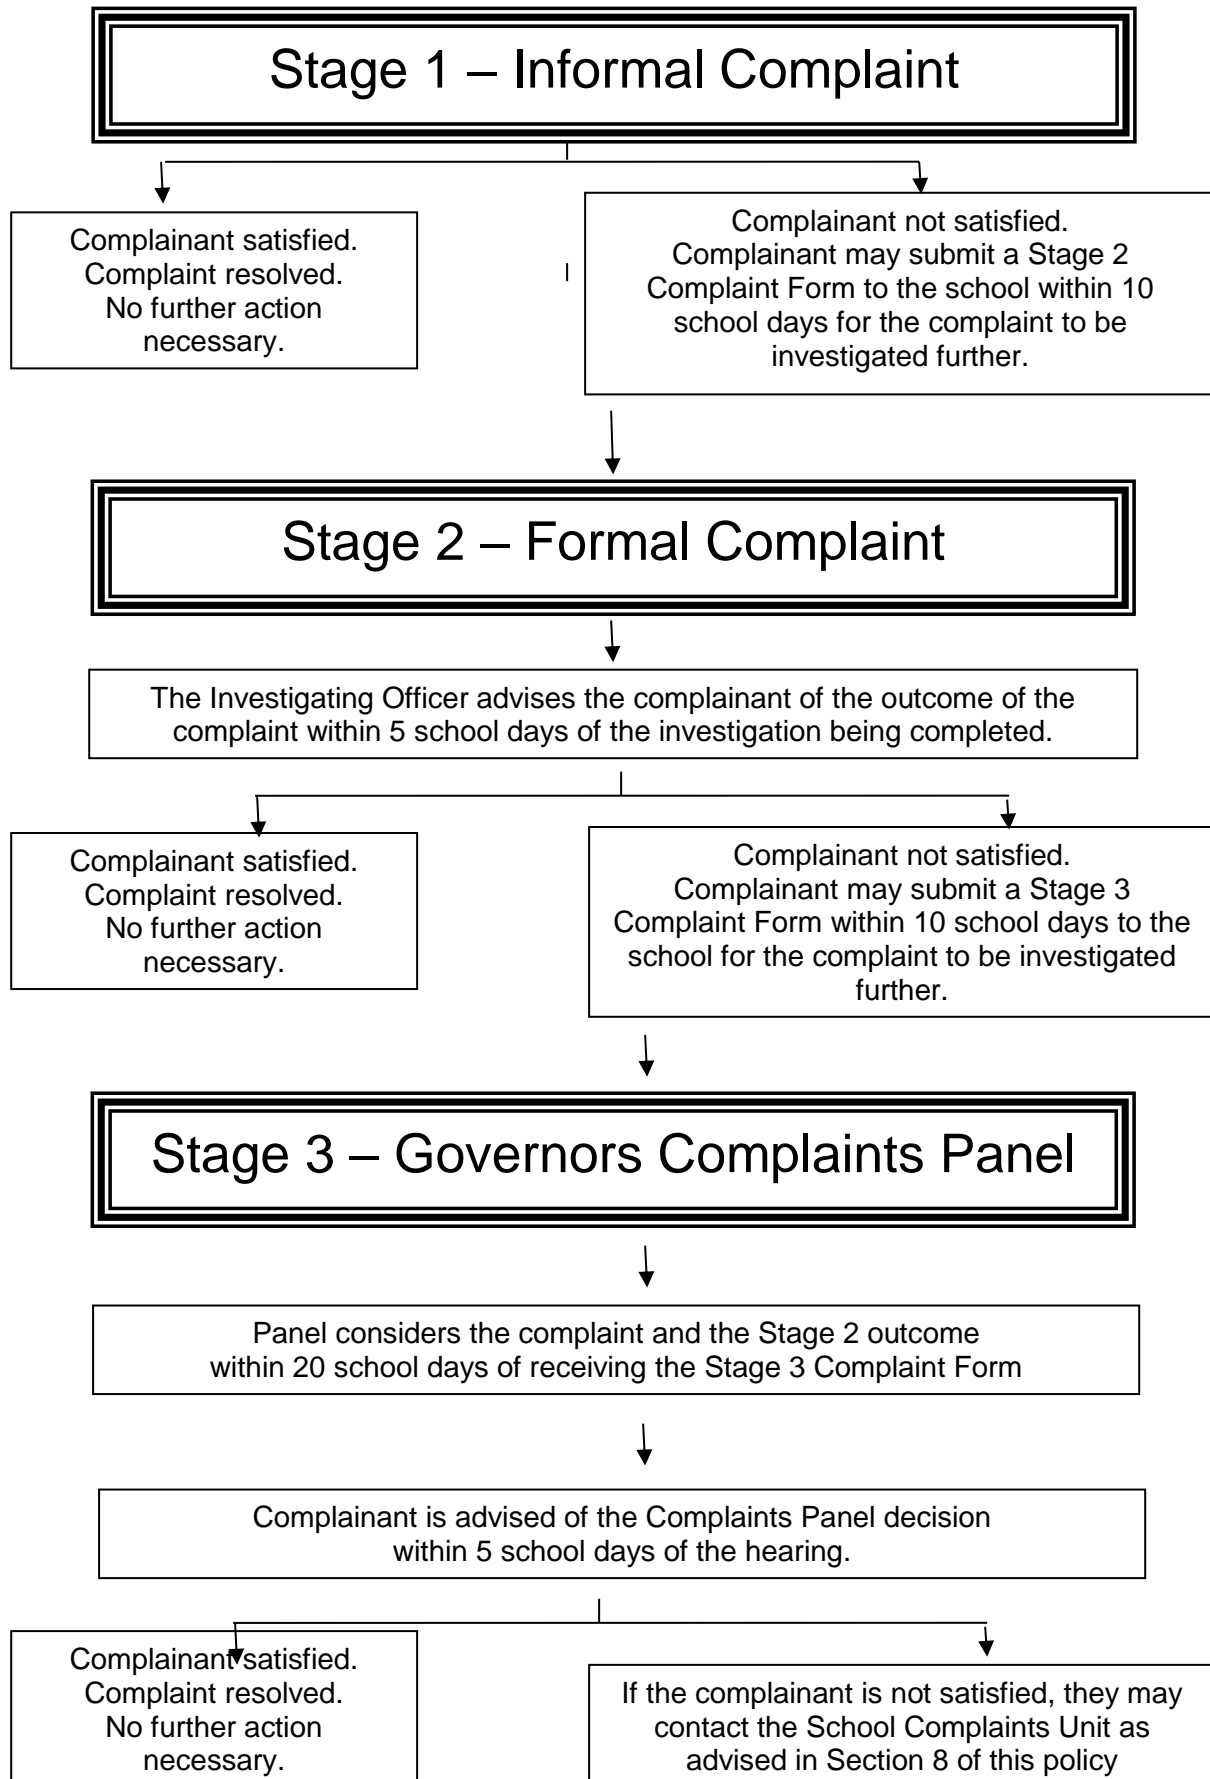 Stage 1 – Informal Complaint
Complainant satisfied.
Complaint resolved.
No further action
necessary.
Complainant not satisfied.
Complainant may submit a Stage 2
Complaint Form to the school within 10
school days for the complaint to be
investigated further.
Stage 2 – Formal Complaint
The Investigating Officer advises the complainant of the outcome of the
complaint within 5 school days of the investigation being completed.
Complainant satisfied.
Complaint resolved.
No further action
necessary.
Complainant not satisfied.
Complainant may submit a Stage 3
Complaint Form within 10 school days to the
school for the complaint to be investigated
further.
Stage 3 – Governors Complaints Panel
Panel considers the complaint and the Stage 2 outcome
within 20 school days of receiving the Stage 3 Complaint Form
Complainant is advised of the Complaints Panel decision
within 5 school days of the hearing.
Complainant satisfied.
Complaint resolved.
No further action
necessary.
If the complainant is not satisfied, they may
contact the School Complaints Unit as
advised in Section 8 of this policy